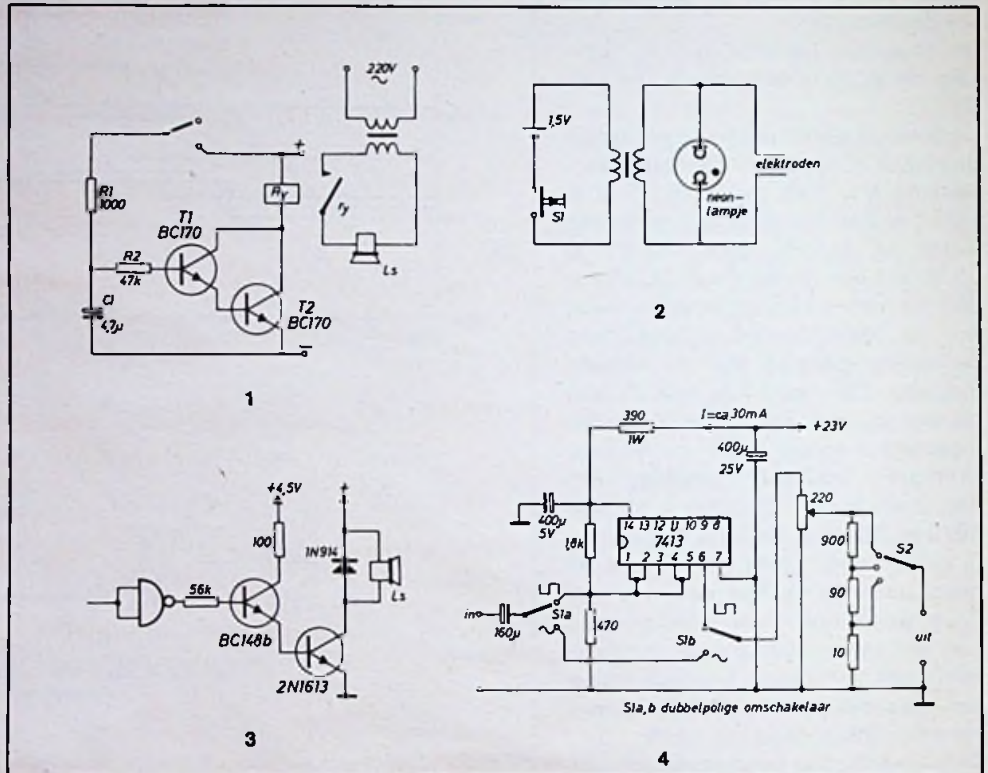 220V
~
+
R1
1000
T1
BC170
Ry
ry
Ls
R2
47k
C1
4,7µ
T2
BC170
−
1
1,5V
S1
elektroden
neon-
lampje
2
+4,5V
+
100
1N914
Ls
56k
BC148b
2N1613
3
390
1W
I=ca.30mA
+23V
400µ
25V
400µ
5V
1,8k
14 13 12 11 10 9 8
7413
1 2 3 4 5 6 7
220
900
S2
in
160µ
S1a
470
S1b
90
10
uit
~
~
S1a,b dubbelpolige omschakelaar
4